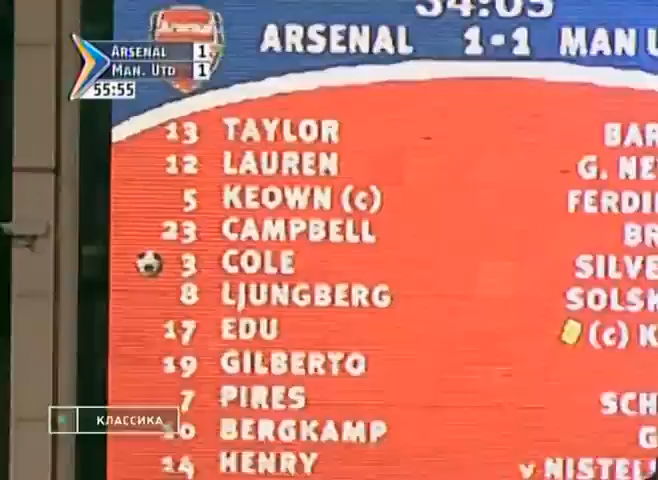 ARSENAL 1-1 MAN U
ARSENAL 1
MAN. UTD 1
55:55
13 TAYLOR BAR
12 LAUREN G. NE
5 KEOWN (c) FERDI
23 CAMPBELL BR
3 COLE SILVE
8 LJUNGBERG SOLSK
17 EDU (c) K
19 GILBERTO
7 PIRES SCH
10 BERGKAMP G
14 HENRY v NISTEL
КЛАССИКА